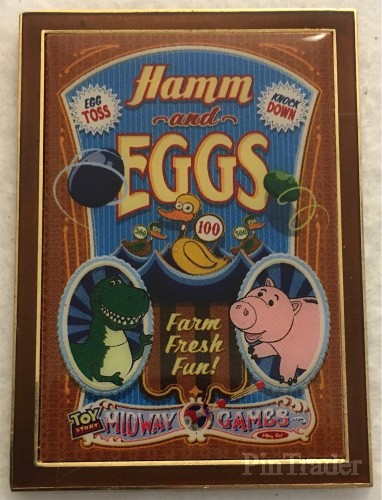 Hamm
and
EGGS
EGG
TOSS
KNOCK
DOWN
100
Farm
Fresh
Fun!
TOY
STORY
MIDWAY GAMES
PinTrader